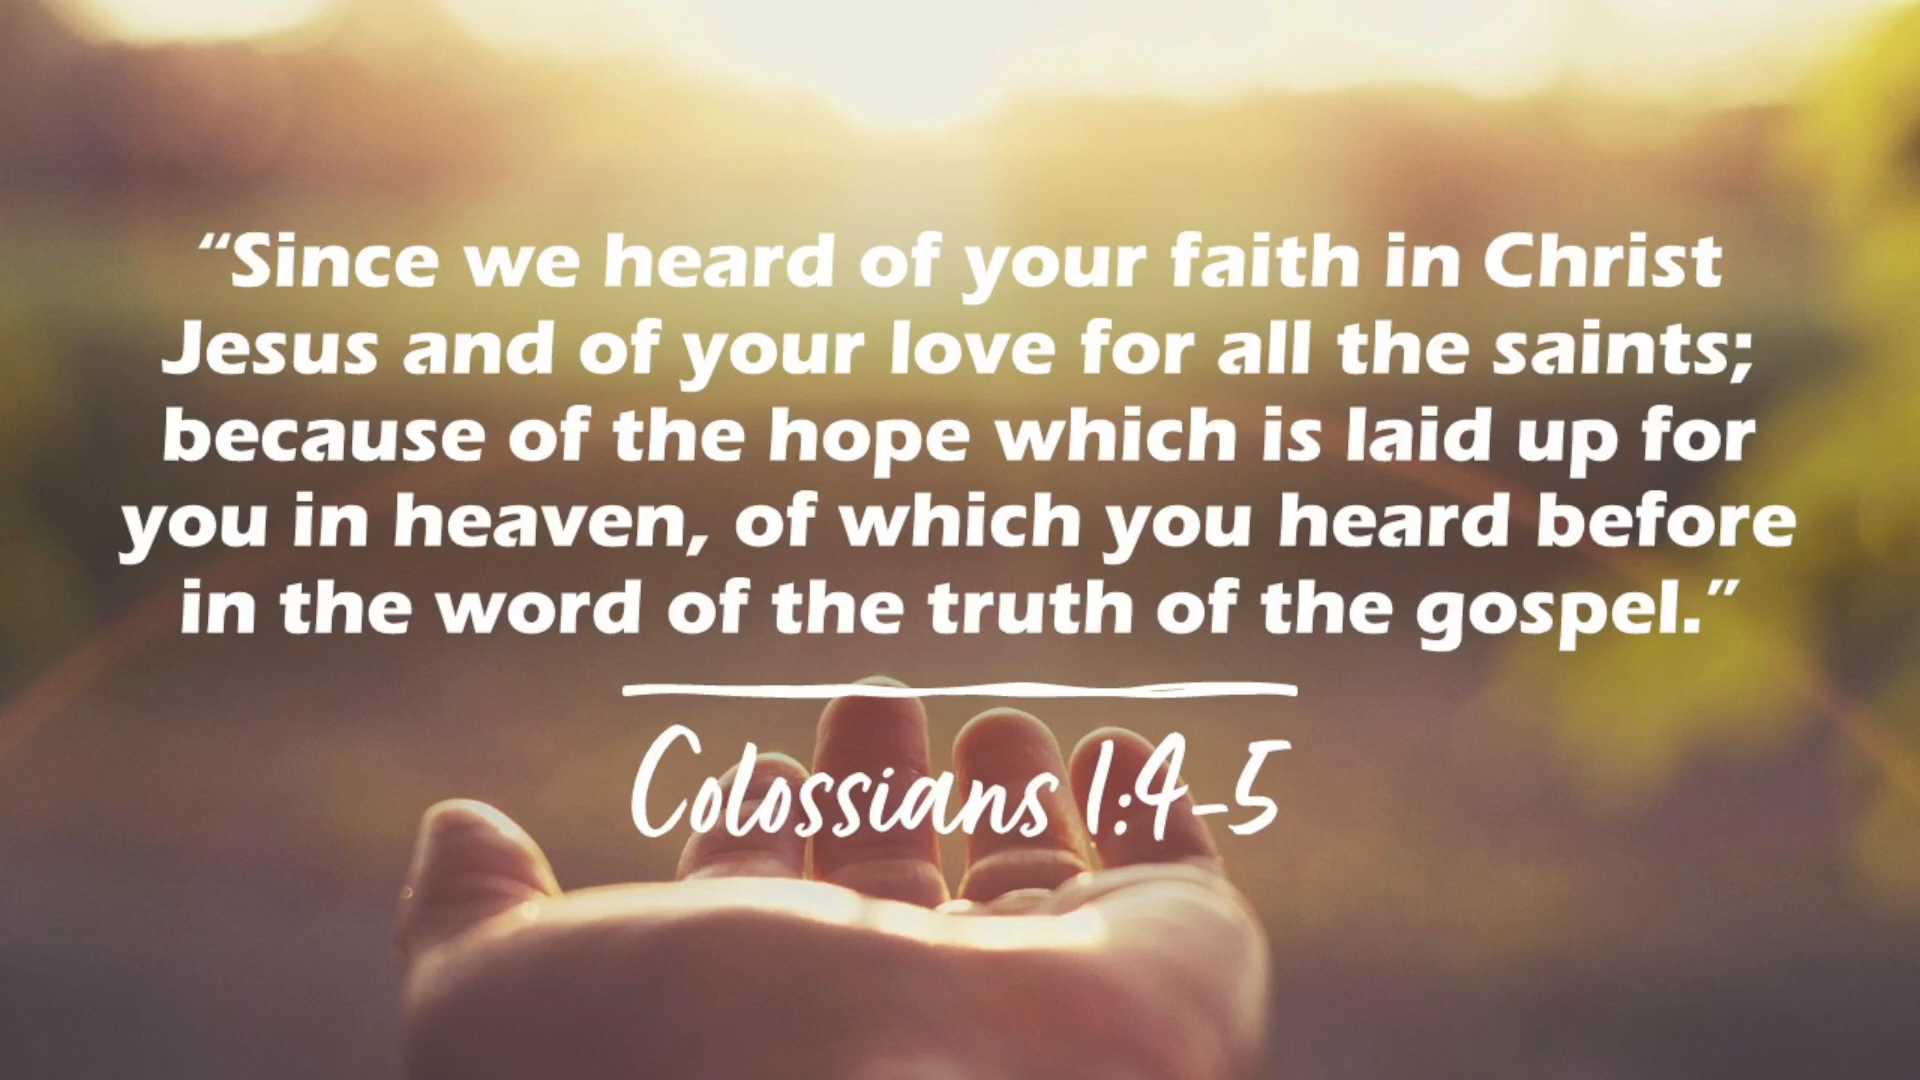 “Since we heard of your faith in Christ
Jesus and of your love for all the saints;
because of the hope which is laid up for
you in heaven, of which you heard before
in the word of the truth of the gospel.”
Colossians 1:4-5